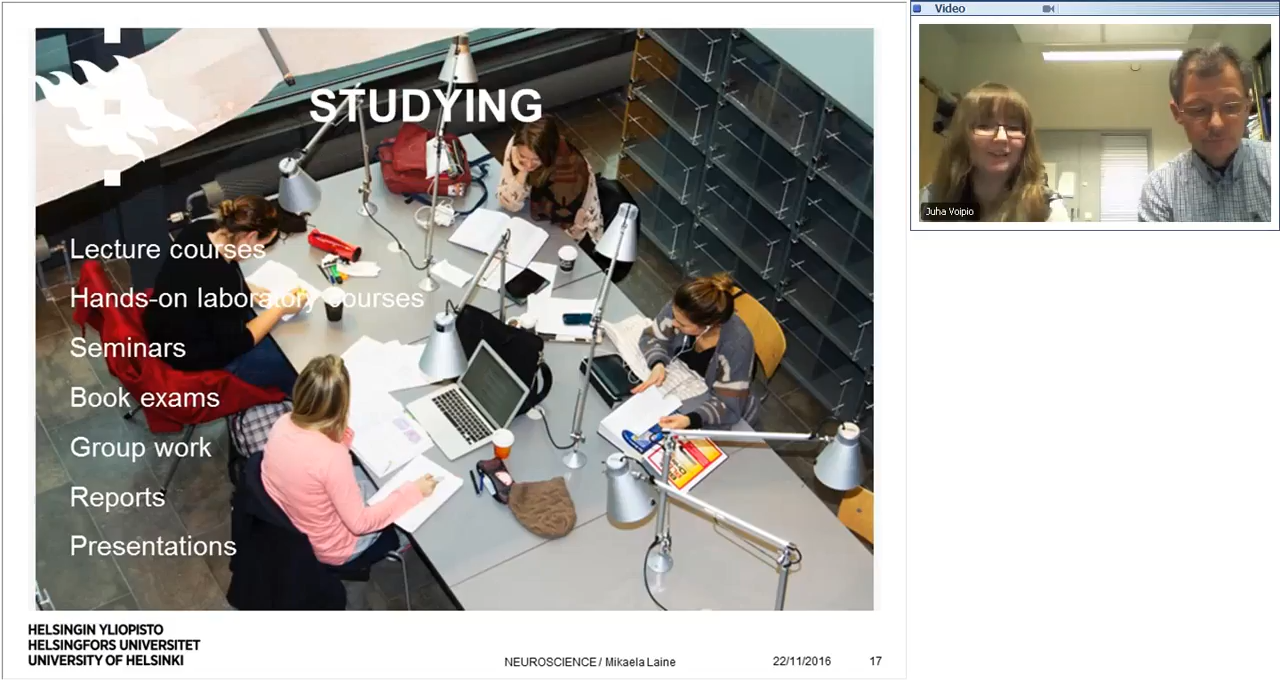 STUDYING
Lecture courses
Hands-on laboratory courses
Seminars
Book exams
Group work
Reports
Presentations
HELSINGIN YLIOPISTO
HELSINGFORS UNIVERSITET
UNIVERSITY OF HELSINKI
NEUROSCIENCE / Mikaela Laine
22/11/2016
17
Video
Juha Voipio